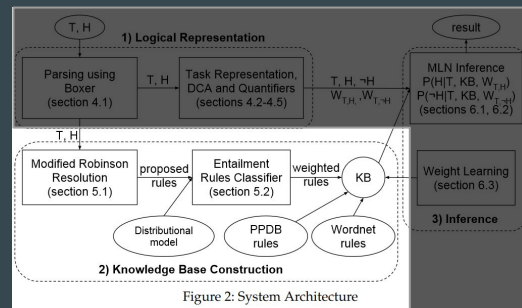 T, H
result
1) Logical Representation
Parsing using
Boxer
(section 4.1)
T, H
Task Representation,
DCA and Quantifiers
(sections 4.2-4.5)
T, H, ¬H
W_T,H, ,W_T,¬H
MLN Inference
P(H|T, KB, W_T,H)
P(¬H|T, KB, W_T,¬H)
(sections 6.1, 6.2)
T, H
Modified Robinson
Resolution
(section 5.1)
proposed
rules
Entailment
Rules Classifier
(section 5.2)
weighted
rules
KB
Weight Learning
(section 6.3)
Distributional
model
PPDB
rules
Wordnet
rules
3) Inference
2) Knowledge Base Construction
Figure 2: System Architecture